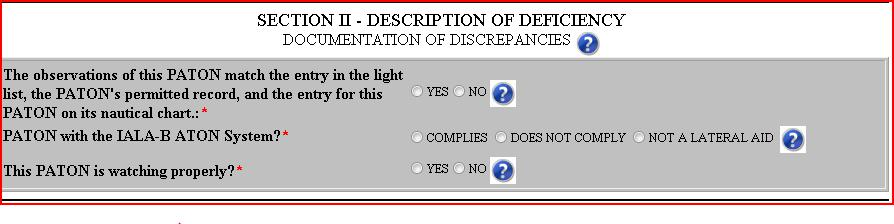 SECTION II - DESCRIPTION OF DEFICIENCY
DOCUMENTATION OF DISCREPANCIES ?
The observations of this PATON match the entry in the light
list, the PATON's permitted record, and the entry for this
PATON on its nautical chart.: * YES NO ?
PATON with the IALA-B ATON System?* COMPLIES DOES NOT COMPLY NOT A LATERAL AID ?
This PATON is watching properly?* YES NO ?